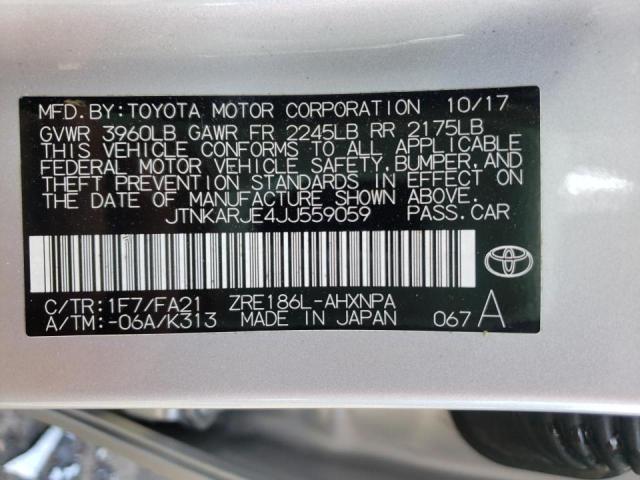 MFD. BY: TOYOTA MOTOR CORPORATION 10/17
GVWR 3960LB GAWR FR 2245LB RR 2175LB
THIS VEHICLE CONFORMS TO ALL APPLICABLE
FEDERAL MOTOR VEHICLE SAFETY, BUMPER, AND
THEFT PREVENTION STANDARDS IN EFFECT ON
THE DATE OF MANUFACTURE SHOWN ABOVE.
JTNKARJE4JJ559059 PASS. CAR
C/TR: 1F7/FA21 ZRE186L-AHXNPA
A/TM: -06A/K313 MADE IN JAPAN 067 A